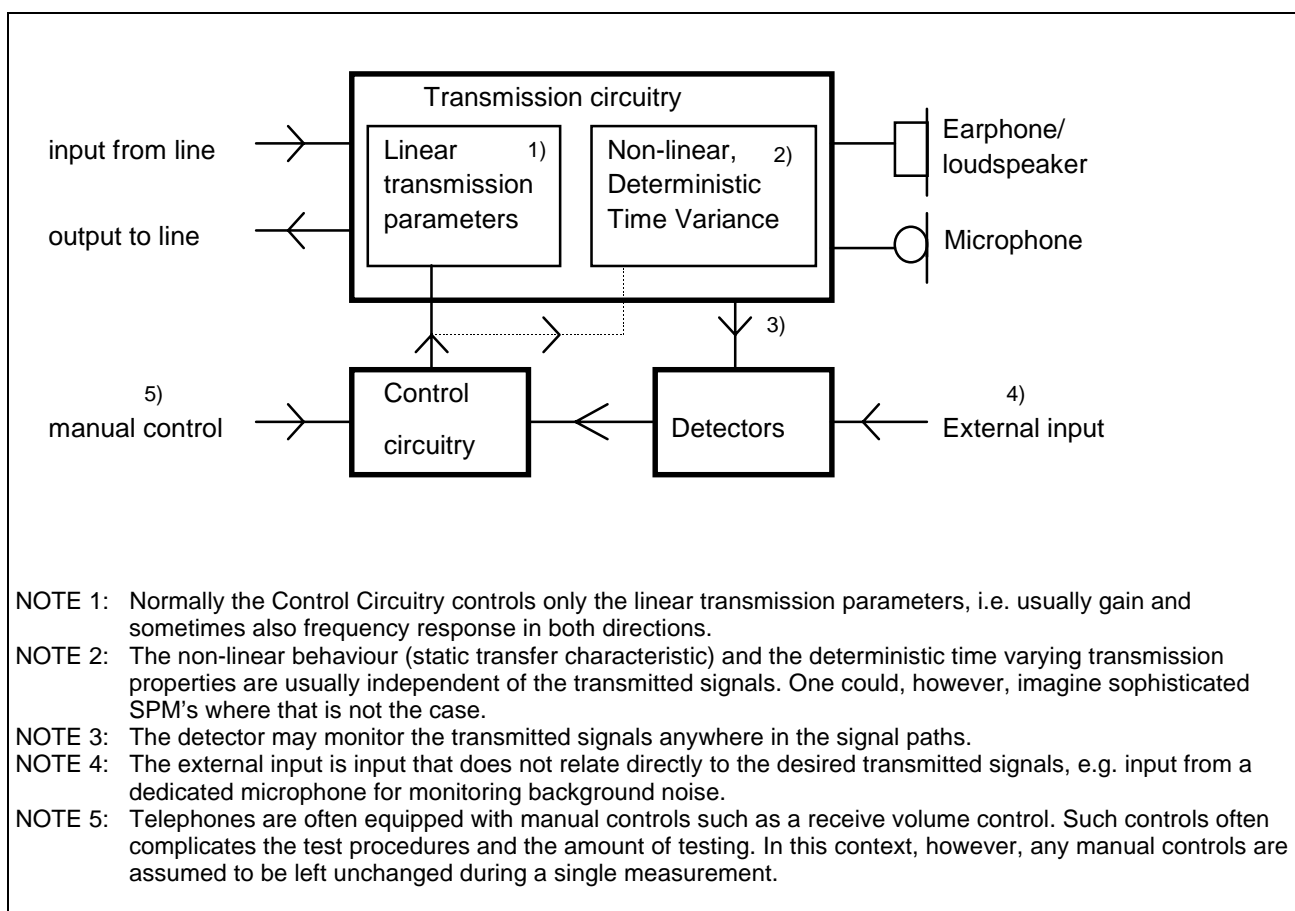 Transmission circuitry
input from line
Linear 1)
transmission
parameters
Non-linear, 2)
Deterministic
Time Variance
Earphone/
loudspeaker
output to line
Microphone
3)
5)
manual control
Control
circuitry
Detectors
4)
External input
NOTE 1: Normally the Control Circuitry controls only the linear transmission parameters, i.e. usually gain and
sometimes also frequency response in both directions.
NOTE 2: The non-linear behaviour (static transfer characteristic) and the deterministic time varying transmission
properties are usually independent of the transmitted signals. One could, however, imagine sophisticated
SPM's where that is not the case.
NOTE 3: The detector may monitor the transmitted signals anywhere in the signal paths.
NOTE 4: The external input is input that does not relate directly to the desired transmitted signals, e.g. input from a
dedicated microphone for monitoring background noise.
NOTE 5: Telephones are often equipped with manual controls such as a receive volume control. Such controls often
complicates the test procedures and the amount of testing. In this context, however, any manual controls are
assumed to be left unchanged during a single measurement.